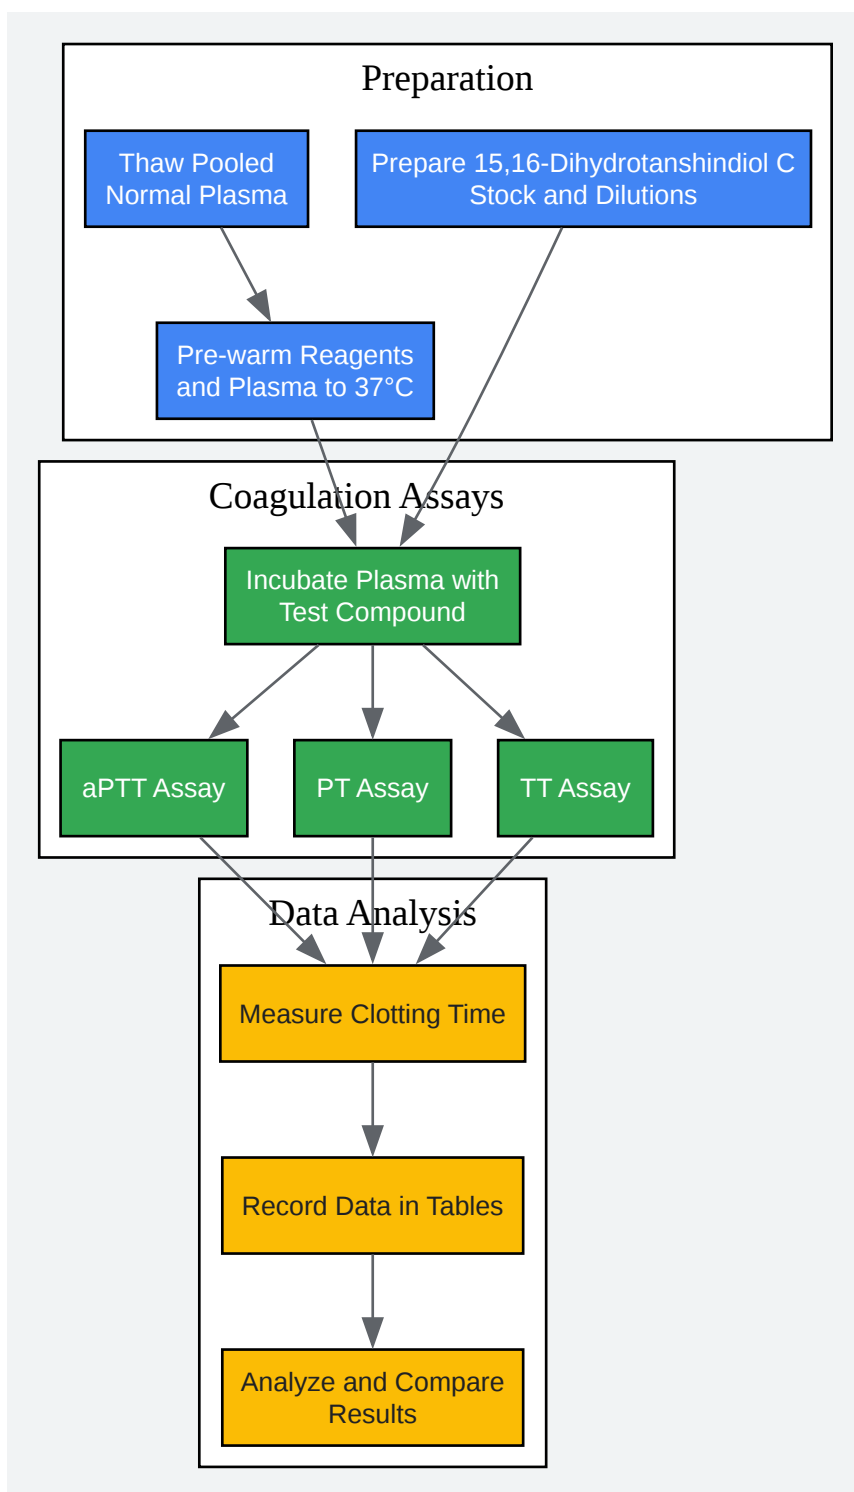 Preparation
Thaw Pooled
Normal Plasma
Prepare 15,16-Dihydrotanshindiol C
Stock and Dilutions
Pre-warm Reagents
and Plasma to 37°C
Coagulation Assays
Incubate Plasma with
Test Compound
aPTT Assay
PT Assay
TT Assay
Data Analysis
Measure Clotting Time
Record Data in Tables
Analyze and Compare
Results